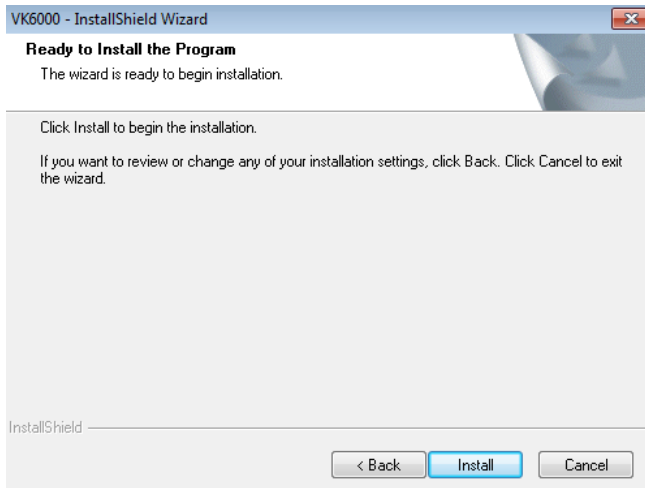 VK6000 - InstallShield Wizard
Ready to Install the Program
The wizard is ready to begin installation.
Click Install to begin the installation.
If you want to review or change any of your installation settings, click Back. Click Cancel to exit
the wizard.
InstallShield
< Back
Install
Cancel